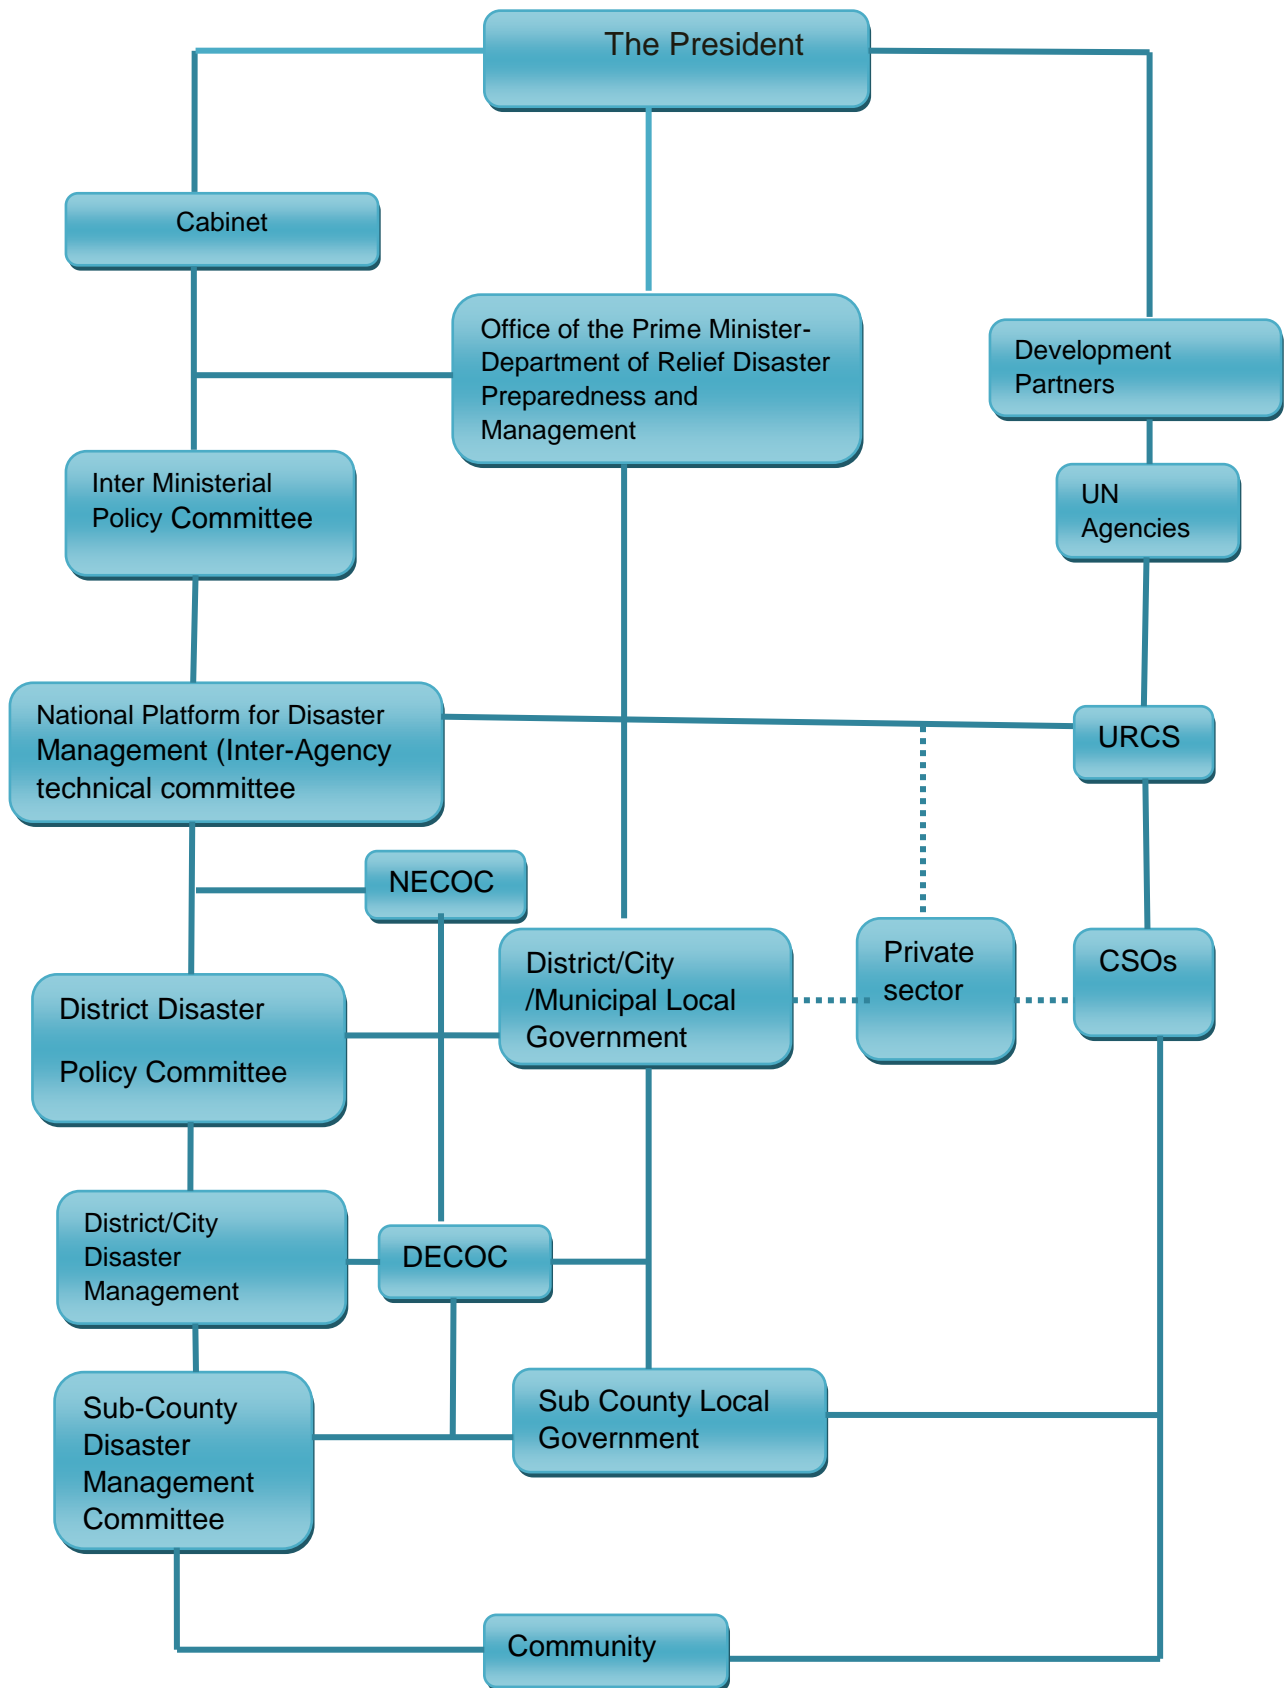 The President
Cabinet
Office of the Prime Minister-
Department of Relief Disaster
Preparedness and
Management
Development
Partners
Inter Ministerial
Policy Committee
UN
Agencies
National Platform for Disaster
Management (Inter-Agency
technical committee
URCS
NECOC
District/City
/Municipal Local
Government
Private
sector
CSOs
District Disaster
Policy Committee
District/City
Disaster
Management
DECOC
Sub-County
Disaster
Management
Committee
Sub County Local
Government
Community